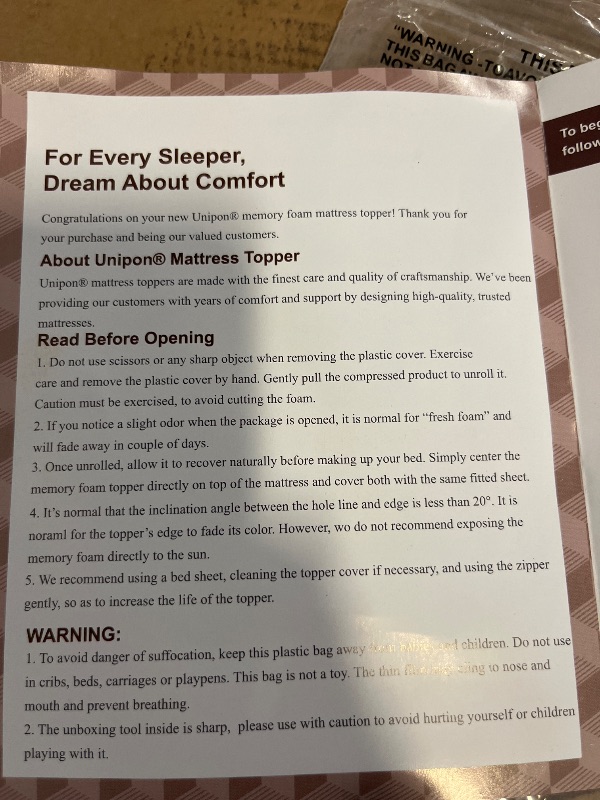 "WARNING -TO AVO
THIS BAG
NOT
THIS
To beg
follow
For Every Sleeper,
Dream About Comfort
Congratulations on your new Unipon® memory foam mattress topper! Thank you for
your purchase and being our valued customers.
About Unipon® Mattress Topper
Unipon® mattress toppers are made with the finest care and quality of craftsmanship. We've been
providing our customers with years of comfort and support by designing high-quality, trusted
mattresses.
Read Before Opening
1. Do not use scissors or any sharp object when removing the plastic cover. Exercise
care and remove the plastic cover by hand. Gently pull the compressed product to unroll it.
Caution must be exercised, to avoid cutting the foam.
2. If you notice a slight odor when the package is opened, it is normal for “fresh foam” and
will fade away in couple of days.
3. Once unrolled, allow it to recover naturally before making up your bed. Simply center the
memory foam topper directly on top of the mattress and cover both with the same fitted sheet.
4. It’s normal that the inclination angle between the hole line and edge is less than 20°. It is
noraml for the topper’s edge to fade its color. However, wo do not recommend exposing the
memory foam directly to the sun.
5. We recommend using a bed sheet, cleaning the topper cover if necessary, and using the zipper
gently, so as to increase the life of the topper.
WARNING:
1. To avoid danger of suffocation, keep this plastic bag away children. Do not use
in cribs, beds, carriages or playpens. This bag is not a toy. The thin to nose and
mouth and prevent breathing.
2. The unboxing tool inside is sharp, please use with caution to avoid hurting yourself or children
playing with it.